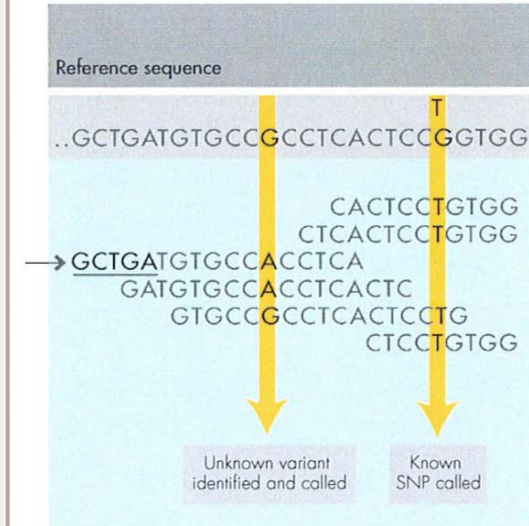 Reference sequence
T
..GCTGATGTGCCGCCTCACTCCGGTGG
CACTCCTGTGG
CTCACTCCTGTGG
GCTGATGTGCCACCTCA
GATGTGCCACCTCACTC
GTGCCGCCTCACTCCTG
CTCCTGTGG
Unknown variant
identified and called
Known
SNP called